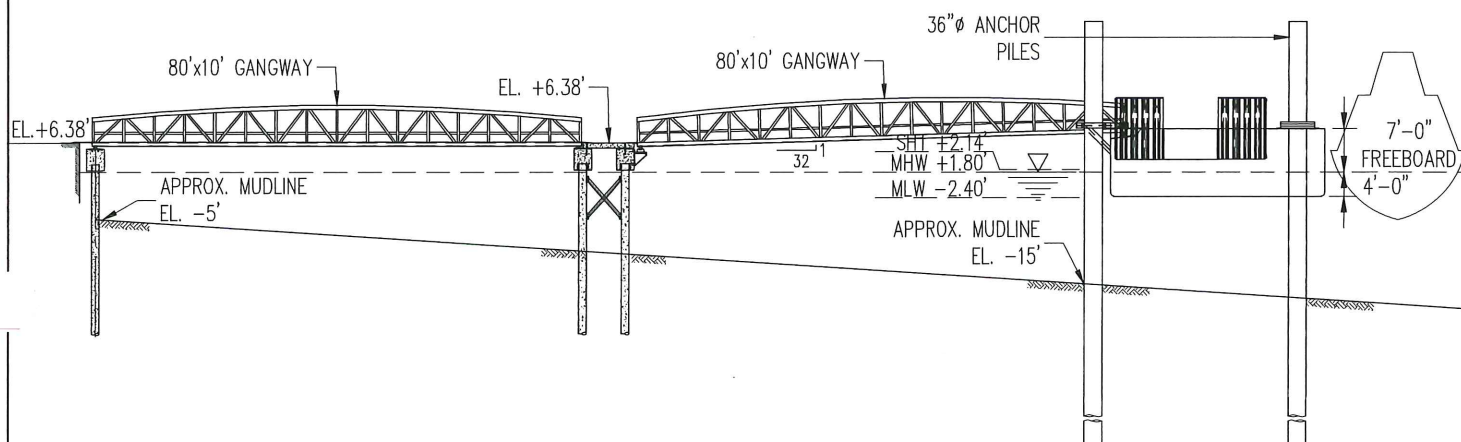 36"ø ANCHOR
PILES
80'x10' GANGWAY
80'x10' GANGWAY
EL. +6.38'
EL.+6.38'
SHT +2.14'
1
32
MHW +1.80'
MLW -2.40'
7'-0"
FREEBOARD
4'-0"
APPROX. MUDLINE
EL. -5'
APPROX. MUDLINE
EL. -15'